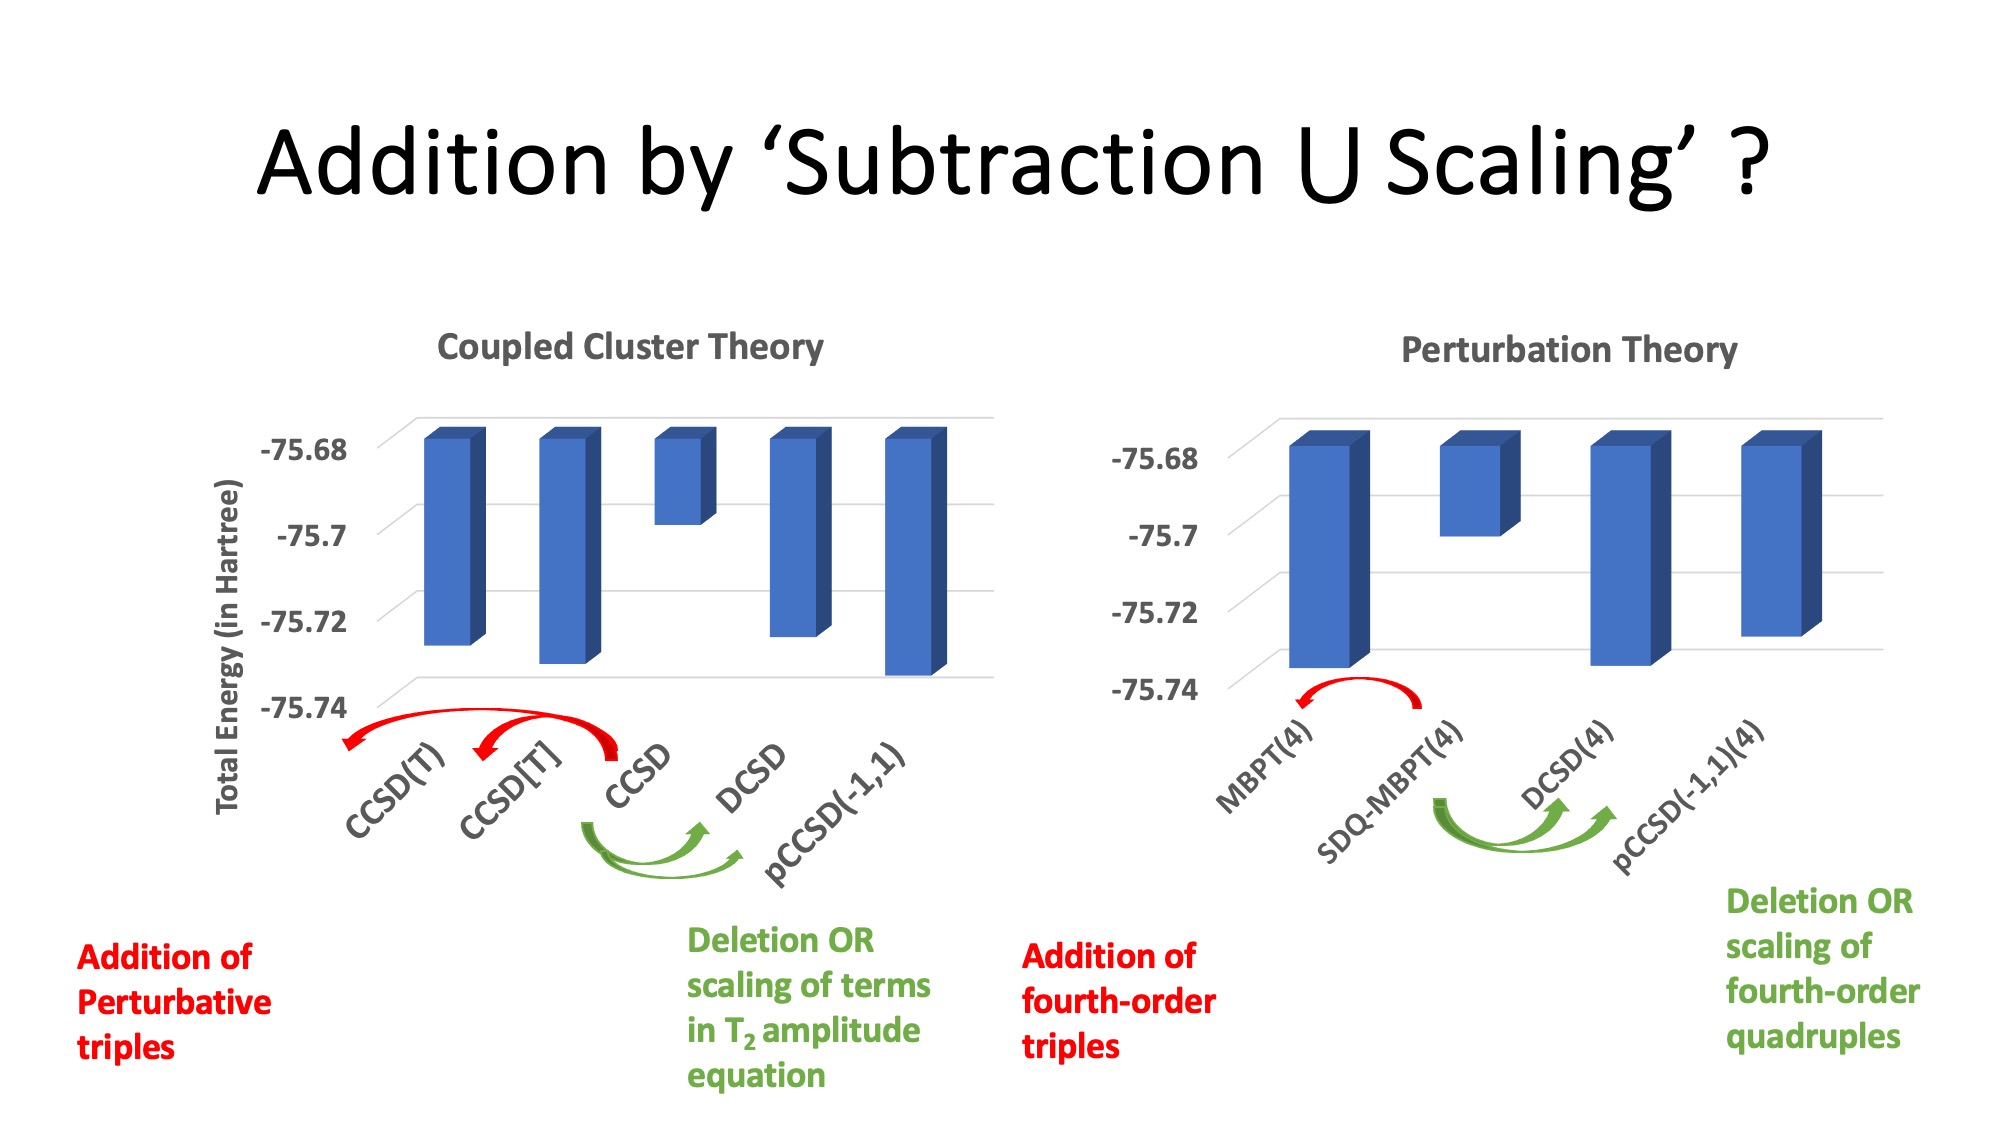 Addition by ‘Subtraction U Scaling’ ?
Coupled Cluster Theory
Total Energy (in Hartree)
-75.68
-75.7
-75.72
-75.74
CCSD(T)
CCSD[T]
CCSD
DCSD
pCCSD(-1,1)
Addition of
Perturbative
triples
Deletion OR
scaling of terms
in T2 amplitude
equation
Perturbation Theory
-75.68
-75.7
-75.72
-75.74
MBPT(4)
SDQ-MBPT(4)
DCSD(4)
pCCSD(-1,1)(4)
Addition of
fourth-order
triples
Deletion OR
scaling of
fourth-order
quadruples